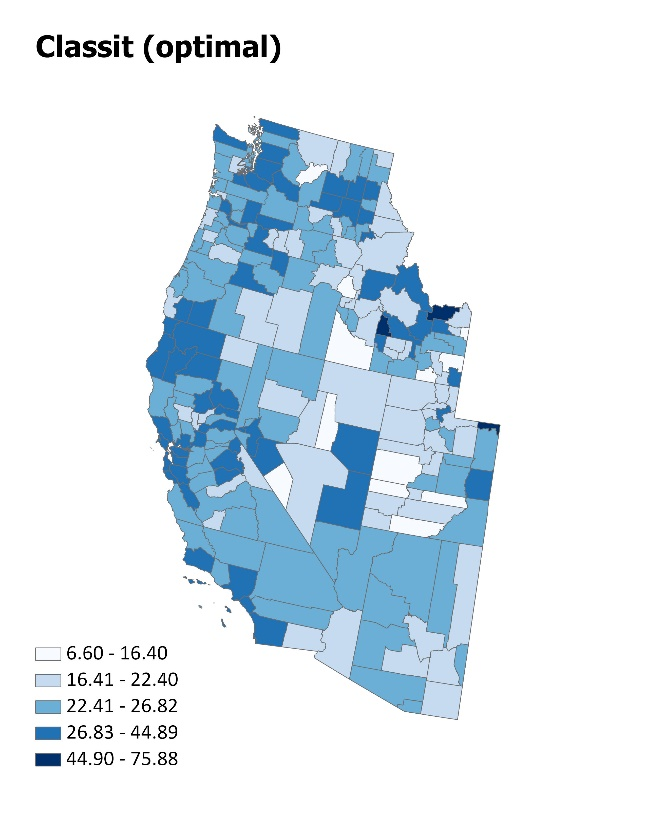 Classit (optimal)
6.60 - 16.40
16.41 - 22.40
22.41 - 26.82
26.83 - 44.89
44.90 - 75.88